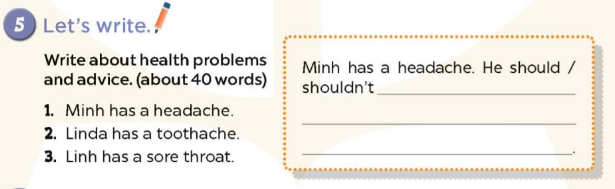 5 Let's write.
Write about health problems
and advice. (about 40 words)
1. Minh has a headache.
2. Linda has a toothache.
3. Linh has a sore throat.
Minh has a headache. He should /
shouldn't
.